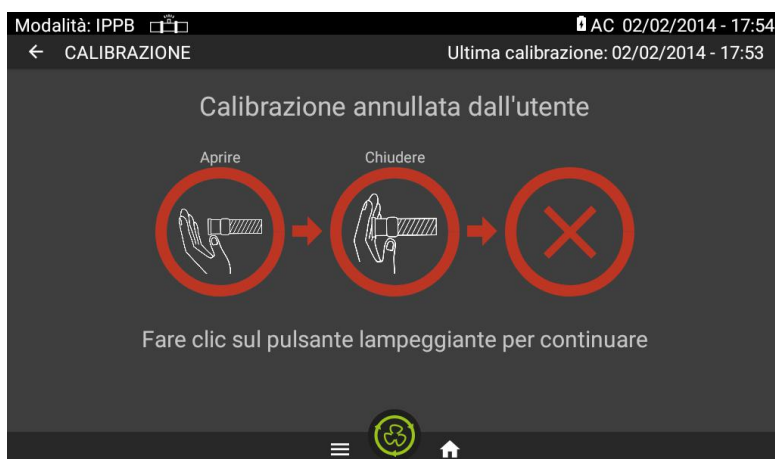 Modalità: IPPB
AC 02/02/2014 - 17:54
CALIBRAZIONE
Ultima calibrazione: 02/02/2014 - 17:53
Calibrazione annullata dall'utente
Aprire
Chiudere
Fare clic sul pulsante lampeggiante per continuare